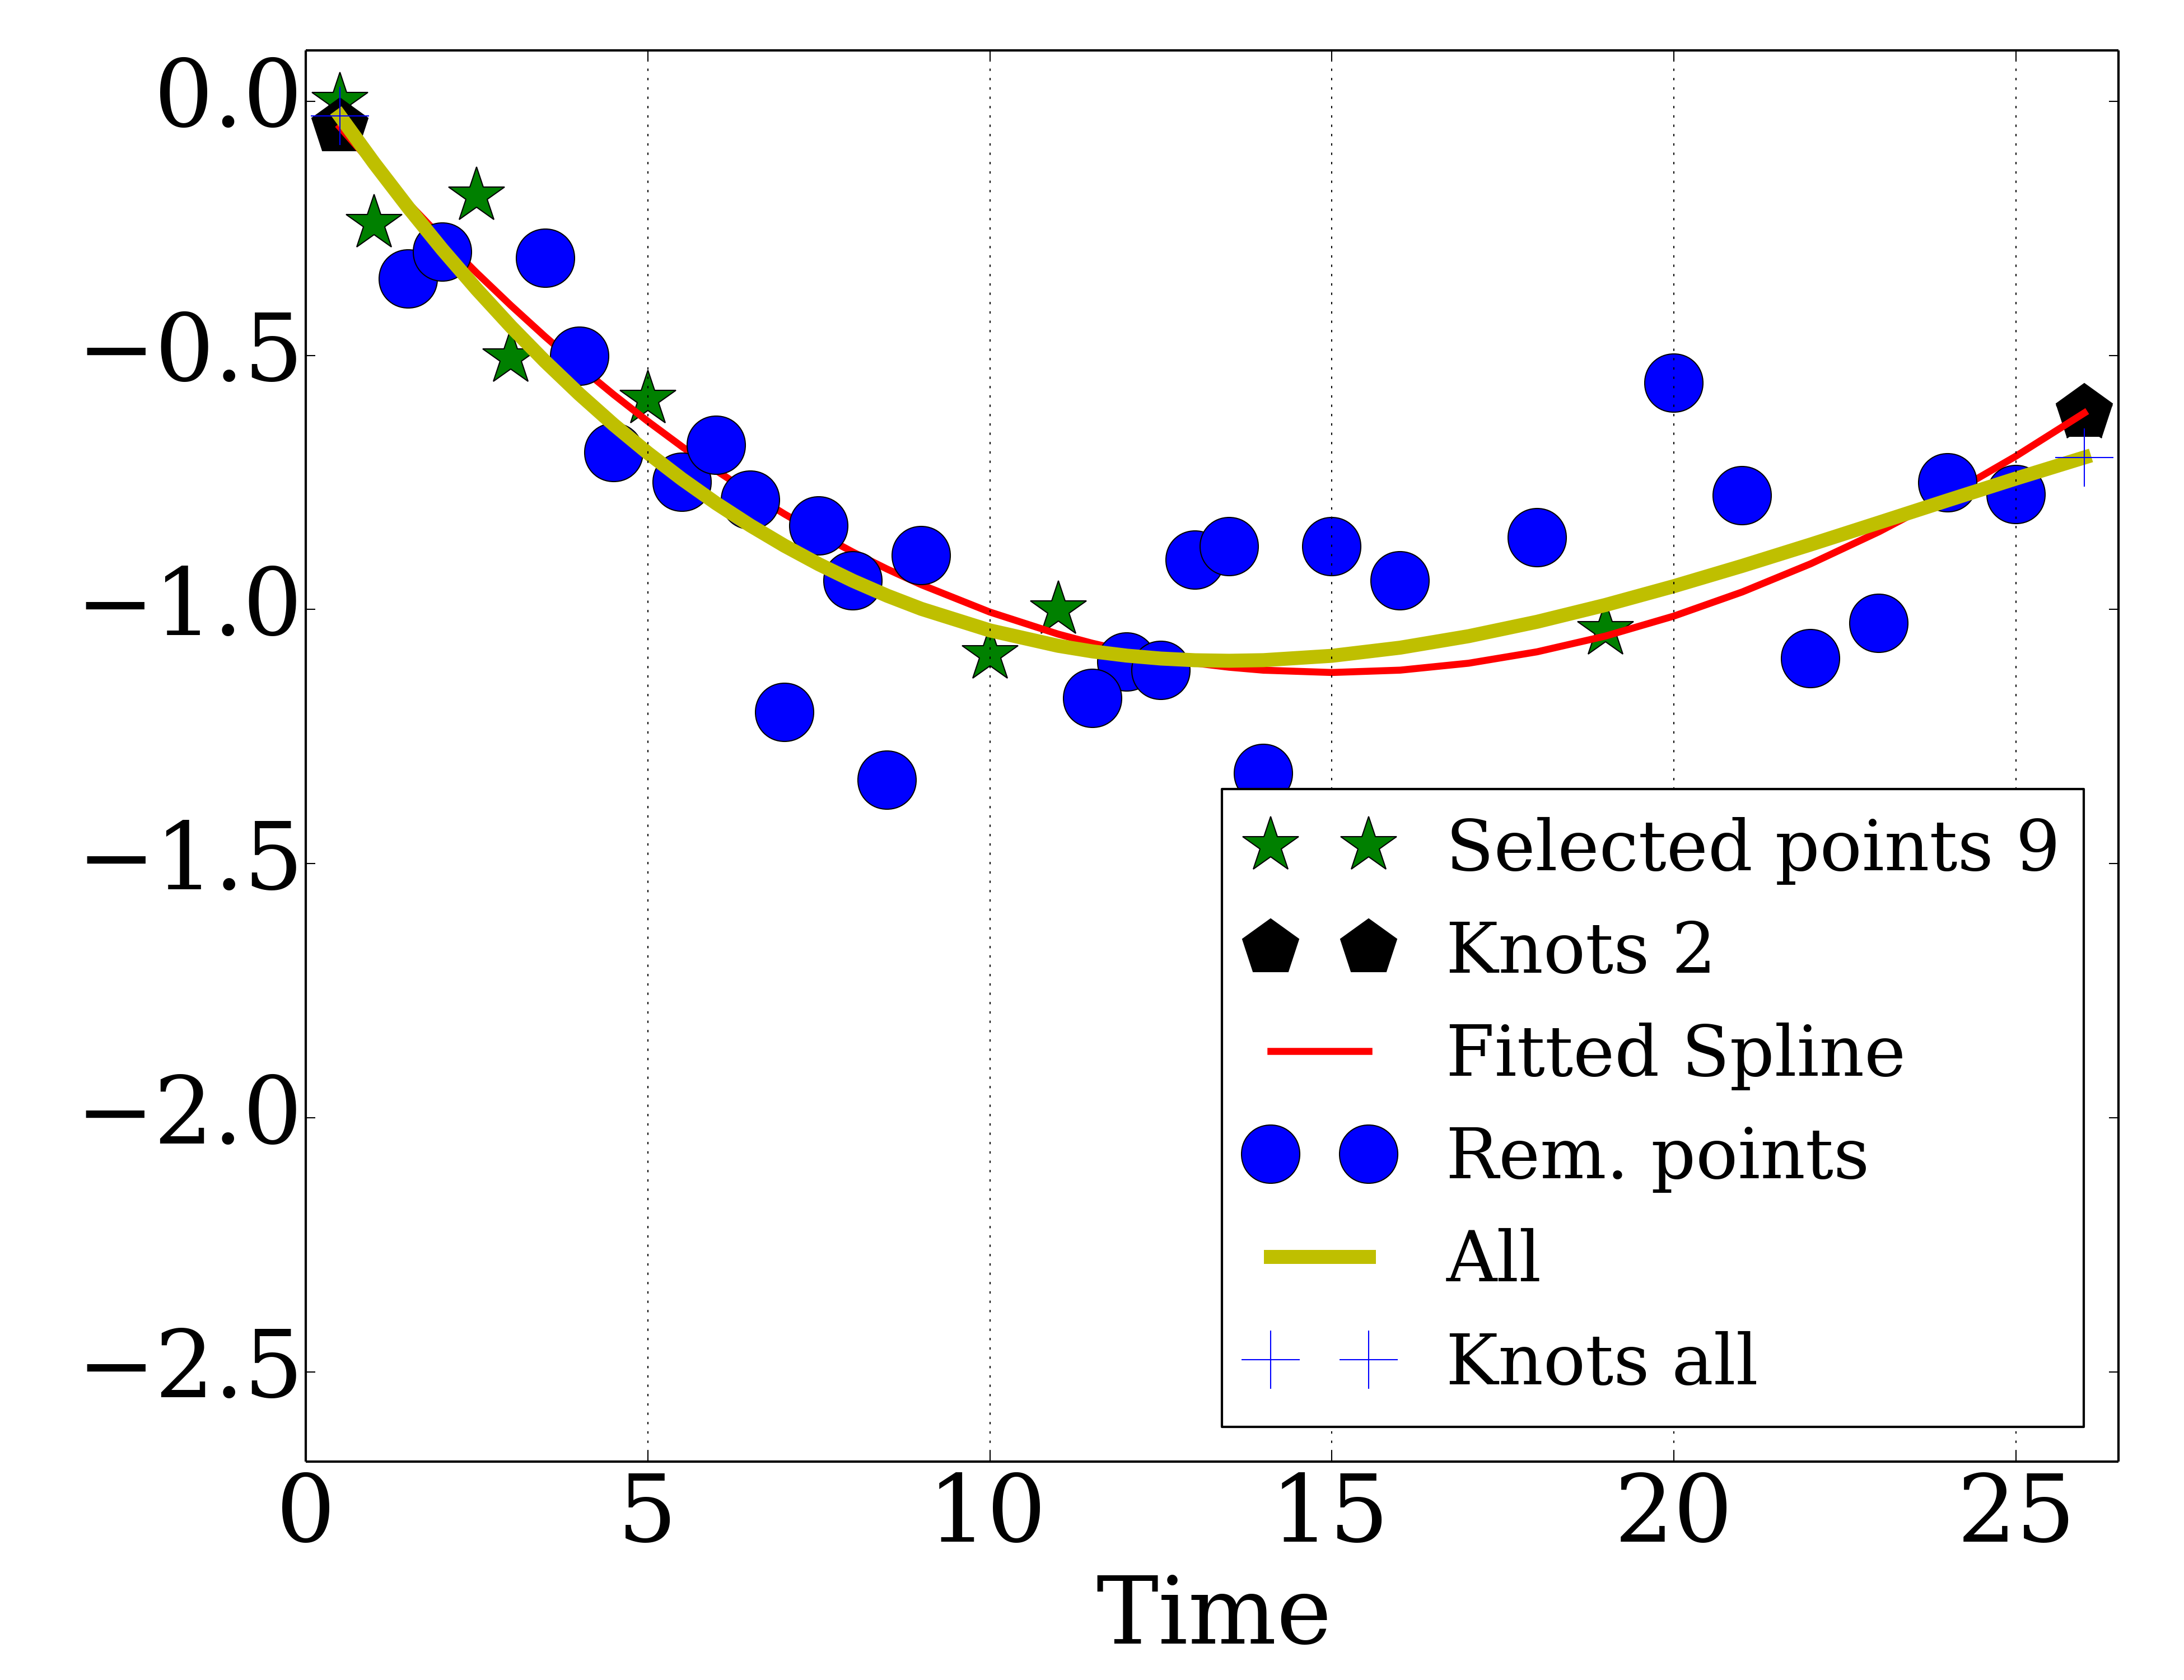 0.0
−0.5
−1.0
−1.5
−2.0
−2.5
Selected points 9
Knots 2
Fitted Spline
Rem. points
All
Knots all
0 5 10 15 20 25
Time